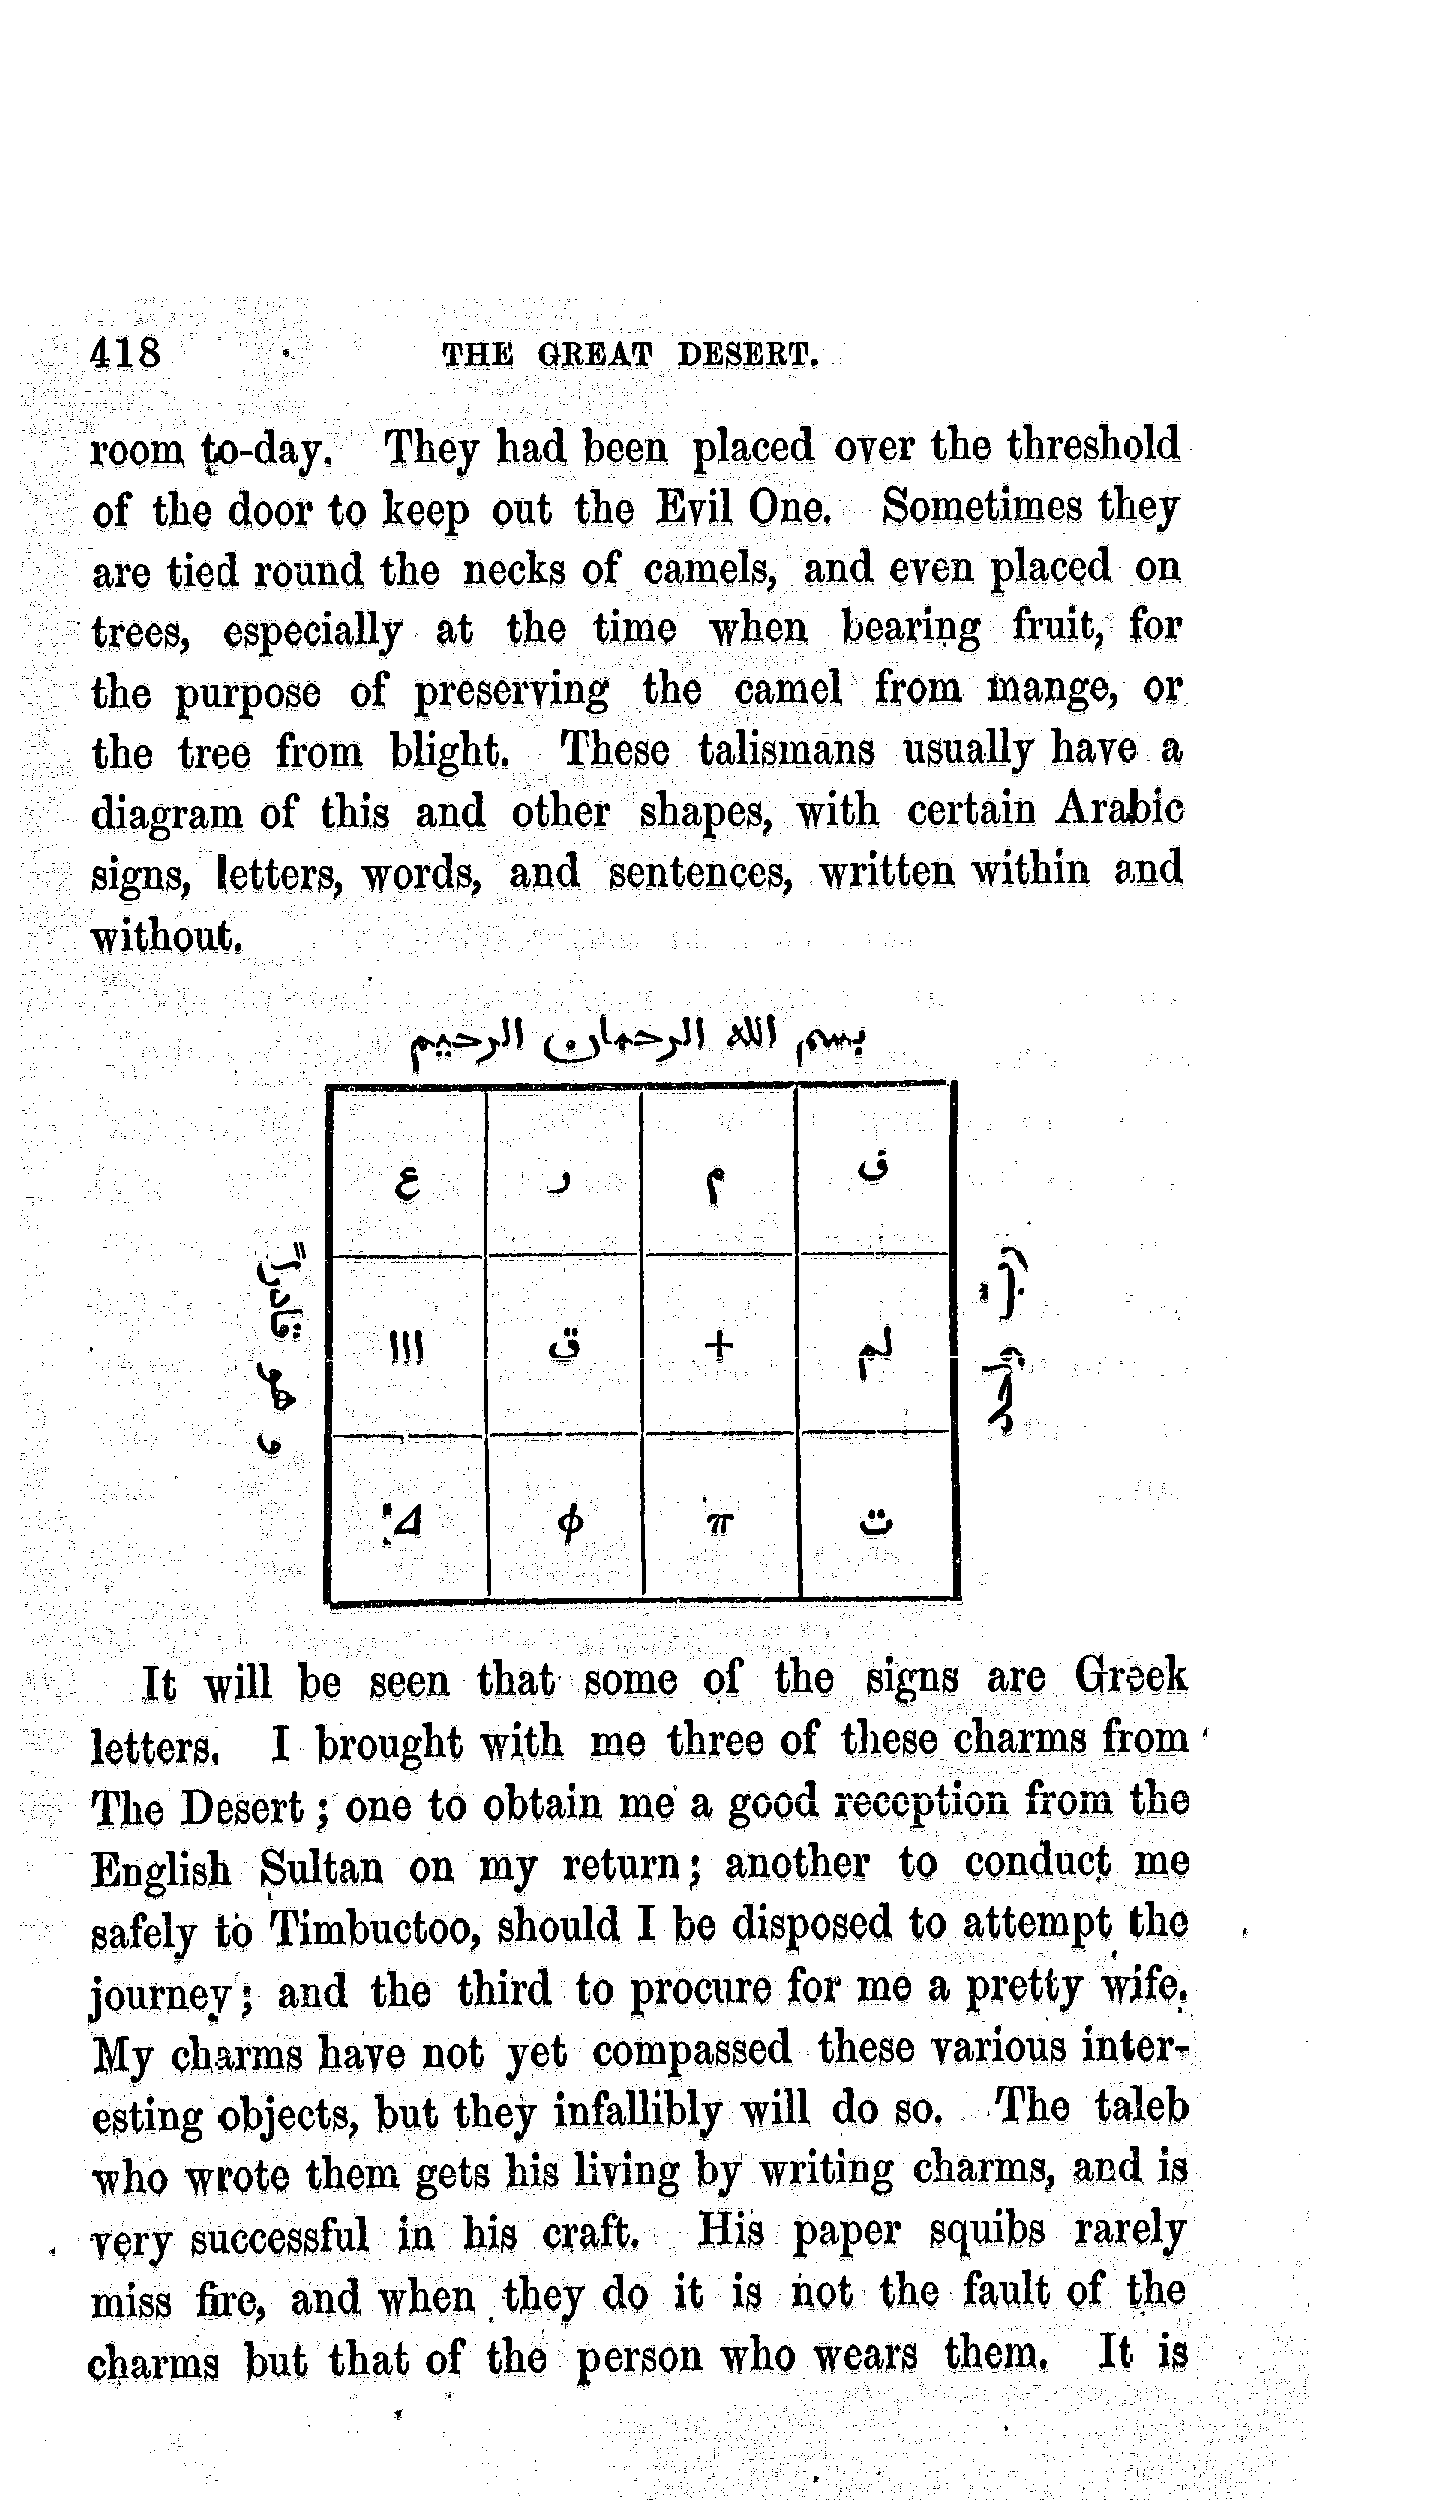 418 THE GREAT DESERT.
room to-day. They had been placed over the threshold
of the door to keep out the Evil One. Sometimes they
are tied round the necks of camels, and even placed on
trees, especially at the time when bearing fruit, for
the purpose of preserving the camel from mange, or
the tree from blight. These talismans usually have a
diagram of this and other shapes, with certain Arabic
signs, letters, words, and sentences, written within and
without.
بسم الله الرحمان الرحيم
ع ر م ف
ااا ق + لم
Δ φ π ت
و هو قادراً
It will be seen that some of the signs are Greek
letters. I brought with me three of these charms from
The Desert; one to obtain me a good reception from the
English Sultan on my return; another to conduct me
safely to Timbuctoo, should I be disposed to attempt the
journey; and the third to procure for me a pretty wife.
My charms have not yet compassed these various inter-
esting objects, but they infallibly will do so. The taleb
who wrote them gets his living by writing charms, and is
very successful in his craft. His paper squibs rarely
miss fire, and when they do it is not the fault of the
charms but that of the person who wears them. It is